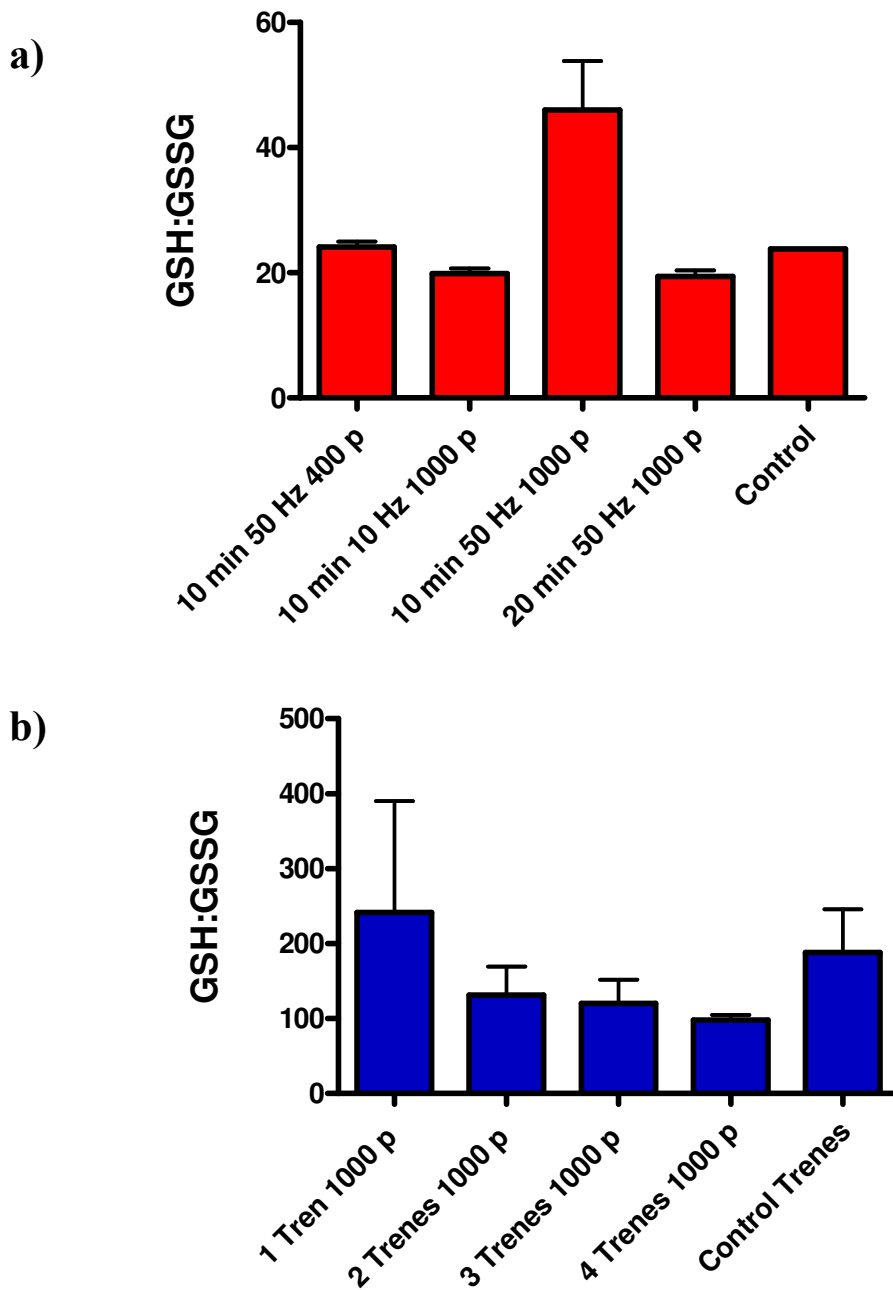 a)
GSH:GSSG
60
40
20
0
10 min 50 Hz 400 p
10 min 10 Hz 1000 p
10 min 50 Hz 1000 p
20 min 50 Hz 1000 p
Control
b)
GSH:GSSG
500
400
300
200
100
0
1 Tren 1000 p
2 Trenes 1000 p
3 Trenes 1000 p
4 Trenes 1000 p
Control Trenes